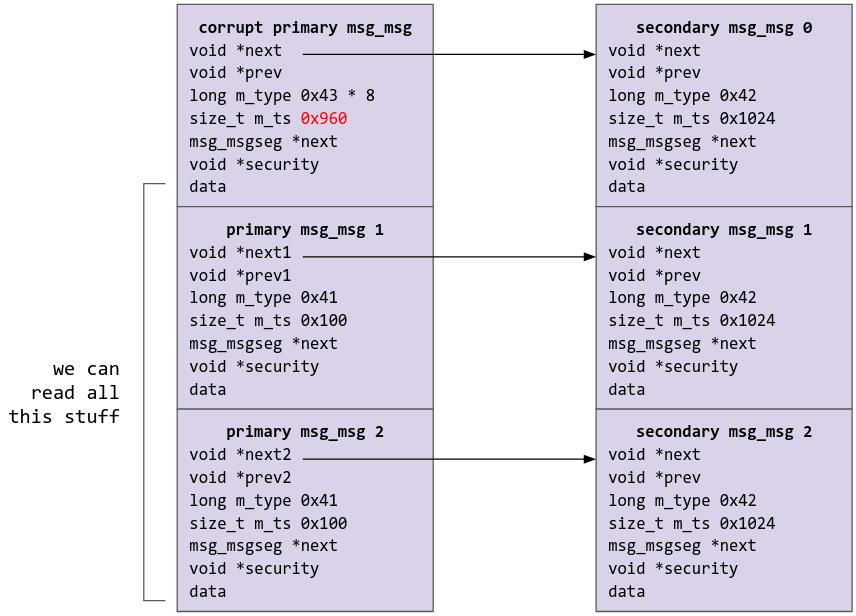 corrupt primary msg_msg
void *next
void *prev
long m_type 0x43 * 8
size_t m_ts 0x960
msg_msgseg *next
void *security
data
secondary msg_msg 0
void *next
void *prev
long m_type 0x42
size_t m_ts 0x1024
msg_msgseg *next
void *security
data
primary msg_msg 1
void *next1
void *prev1
long m_type 0x41
size_t m_ts 0x100
msg_msgseg *next
void *security
data
secondary msg_msg 1
void *next
void *prev
long m_type 0x42
size_t m_ts 0x1024
msg_msgseg *next
void *security
data
we can
read all
this stuff
primary msg_msg 2
void *next2
void *prev2
long m_type 0x41
size_t m_ts 0x100
msg_msgseg *next
void *security
data
secondary msg_msg 2
void *next
void *prev
long m_type 0x42
size_t m_ts 0x1024
msg_msgseg *next
void *security
data